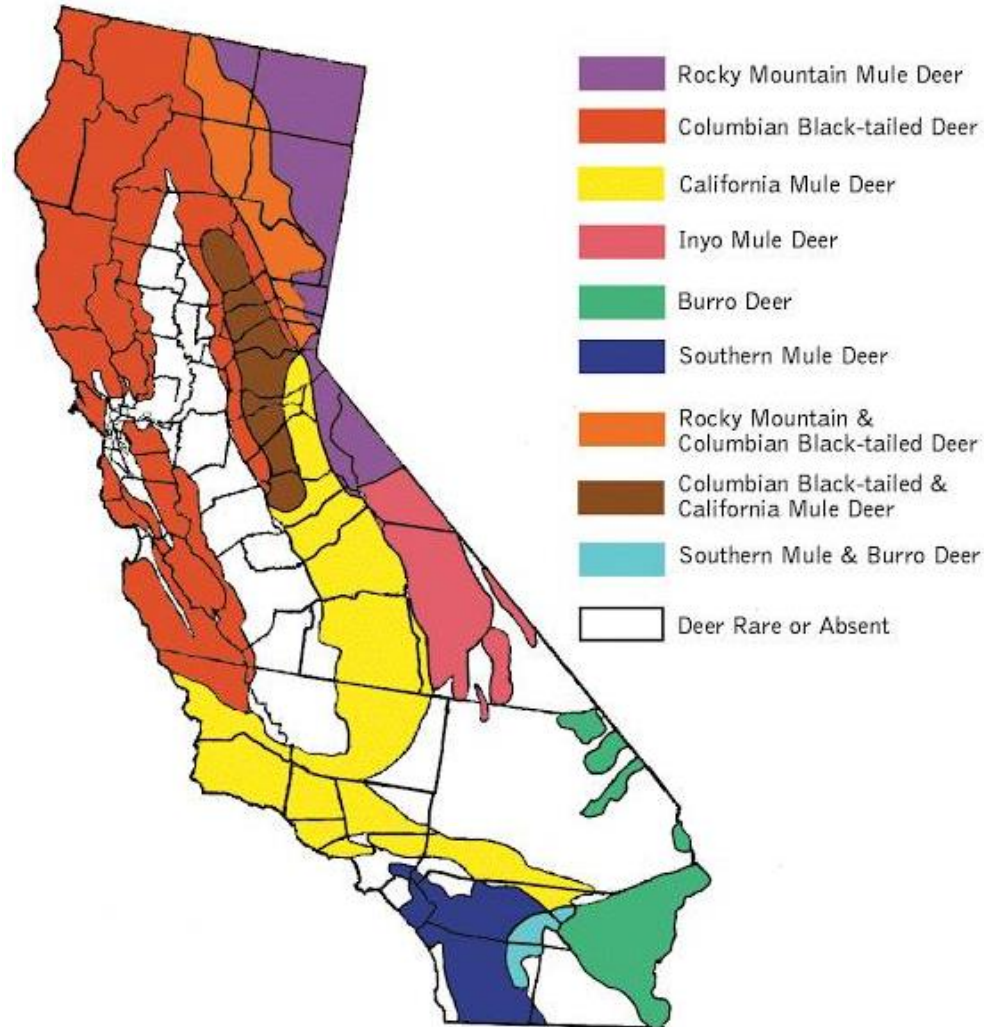 Rocky Mountain Mule Deer
Columbian Black-tailed Deer
California Mule Deer
Inyo Mule Deer
Burro Deer
Southern Mule Deer
Rocky Mountain &
Columbian Black-tailed Deer
Columbian Black-tailed &
California Mule Deer
Southern Mule & Burro Deer
Deer Rare or Absent